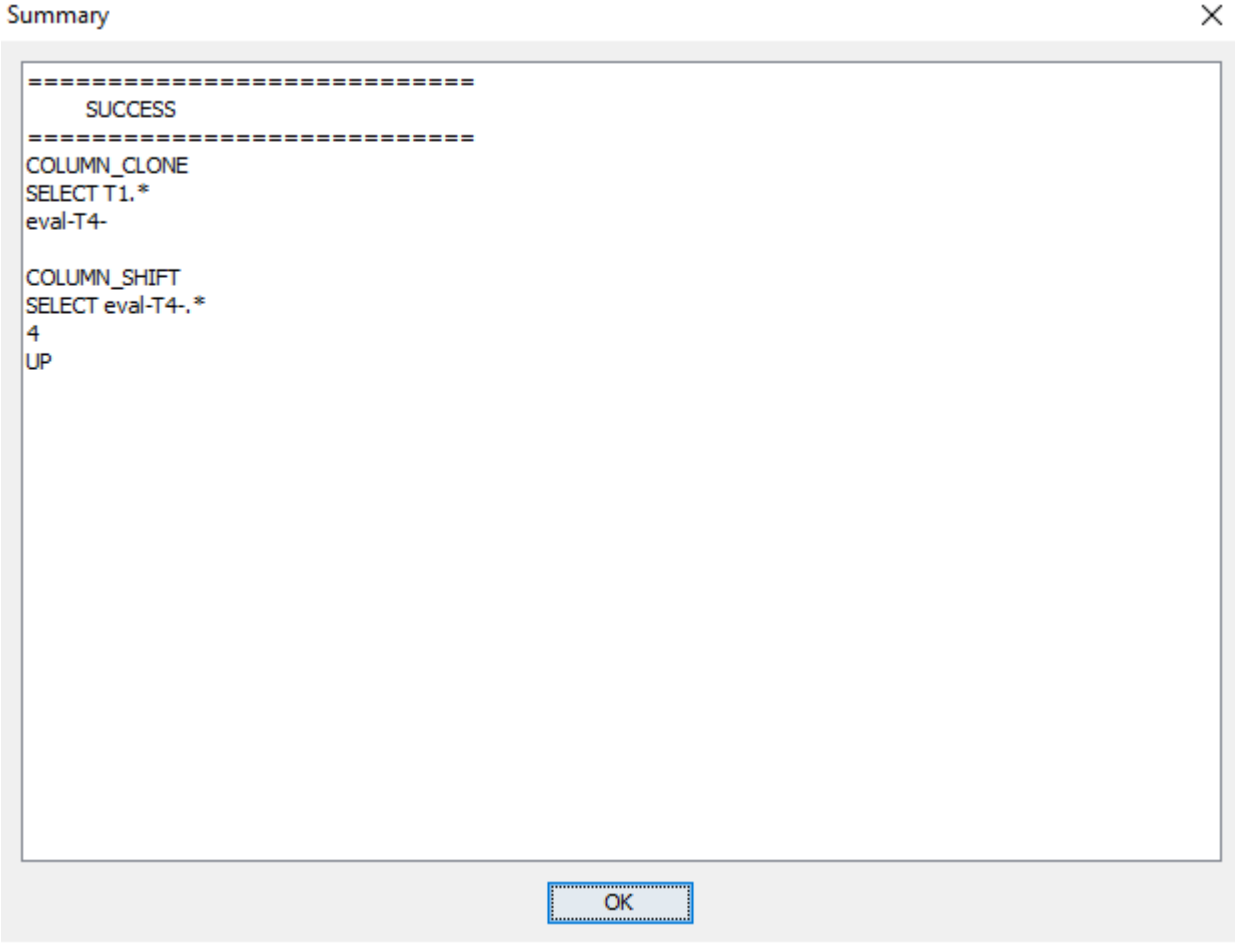 Summary
============================
SUCCESS
============================
COLUMN_CLONE
SELECT T1.*
eval-T4-
COLUMN_SHIFT
SELECT eval-T4-.*
4
UP
OK